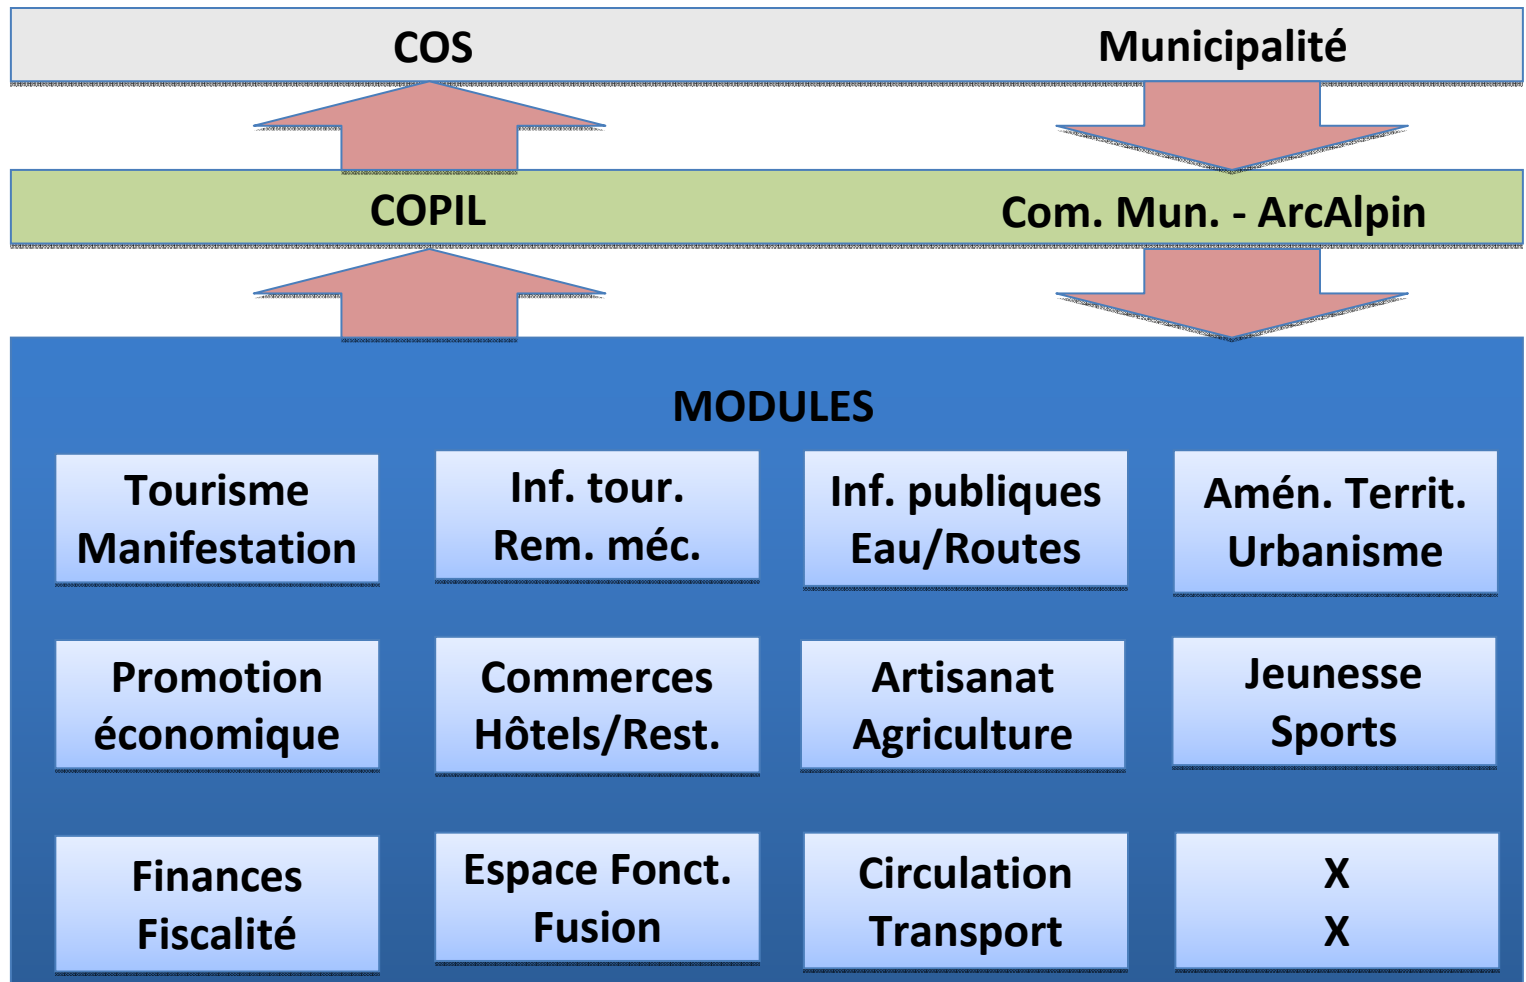 COS
Municipalité
COPIL
Com. Mun. - ArcAlpin
MODULES
Tourisme
Manifestation
Inf. tour.
Rem. méc.
Inf. publiques
Eau/Routes
Amén. Territ.
Urbanisme
Promotion
économique
Commerces
Hôtels/Rest.
Artisanat
Agriculture
Jeunesse
Sports
Finances
Fiscalité
Espace Fonct.
Fusion
Circulation
Transport
X
X